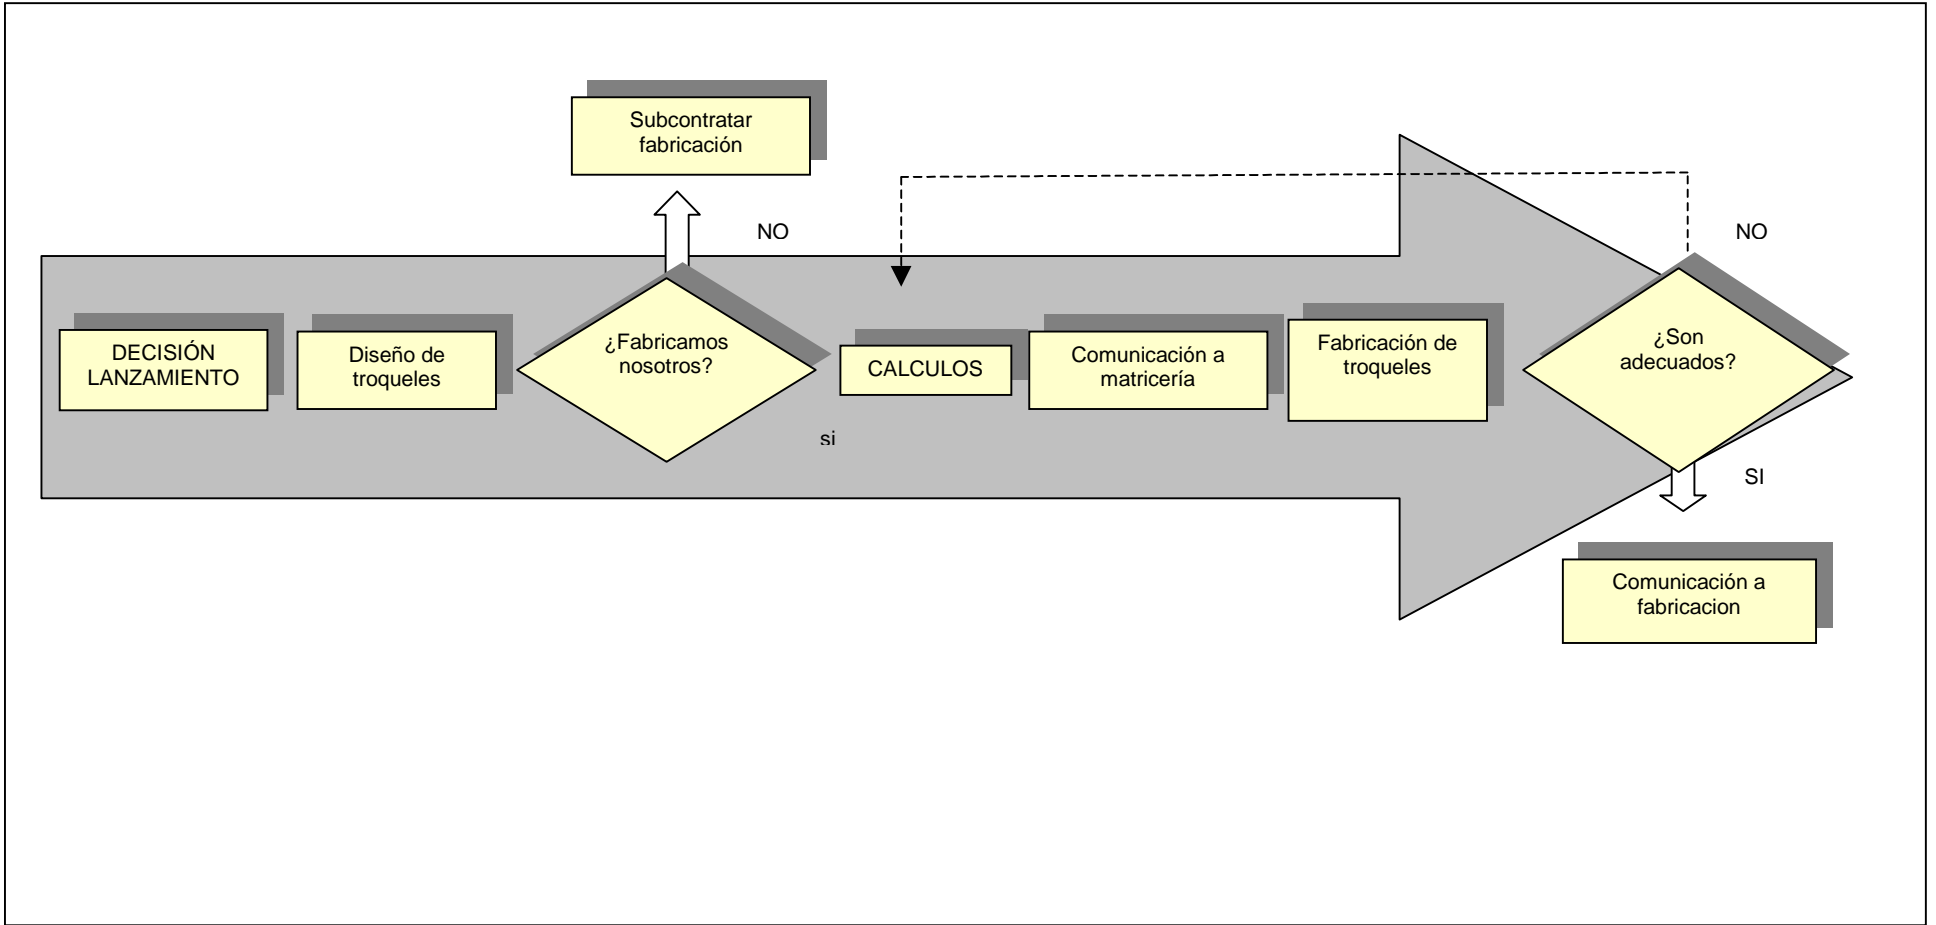 Subcontratar
fabricación
NO
NO
DECISIÓN
LANZAMIENTO
Diseño de
troqueles
¿Fabricamos
nosotros?
si
CALCULOS
Comunicación a
matricería
Fabricación de
troqueles
¿Son
adecuados?
SI
Comunicación a
fabricacion